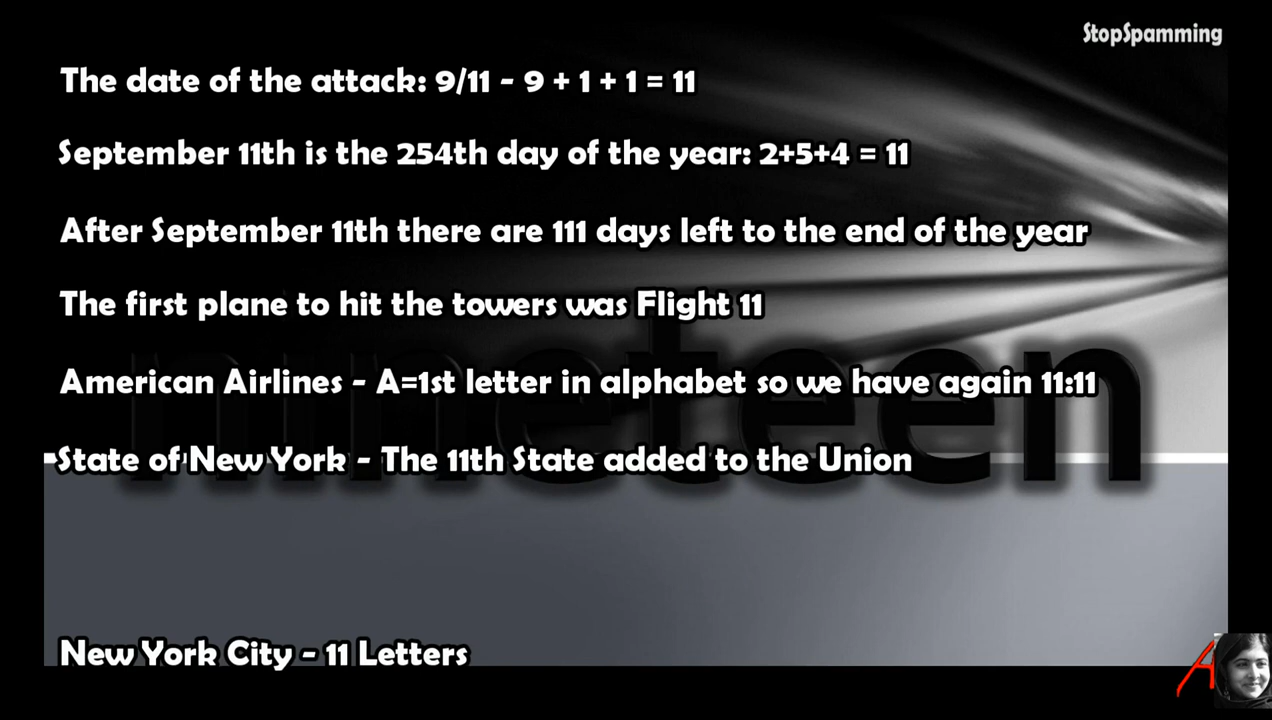 StopSpamming
The date of the attack: 9/11 - 9 + 1 + 1 = 11
September 11th is the 254th day of the year: 2+5+4 = 11
After September 11th there are 111 days left to the end of the year
The first plane to hit the towers was Flight 11
American Airlines - A=1st letter in alphabet so we have again 11:11
nineteen
State of New York - The 11th State added to the Union
New York City - 11 Letters
A